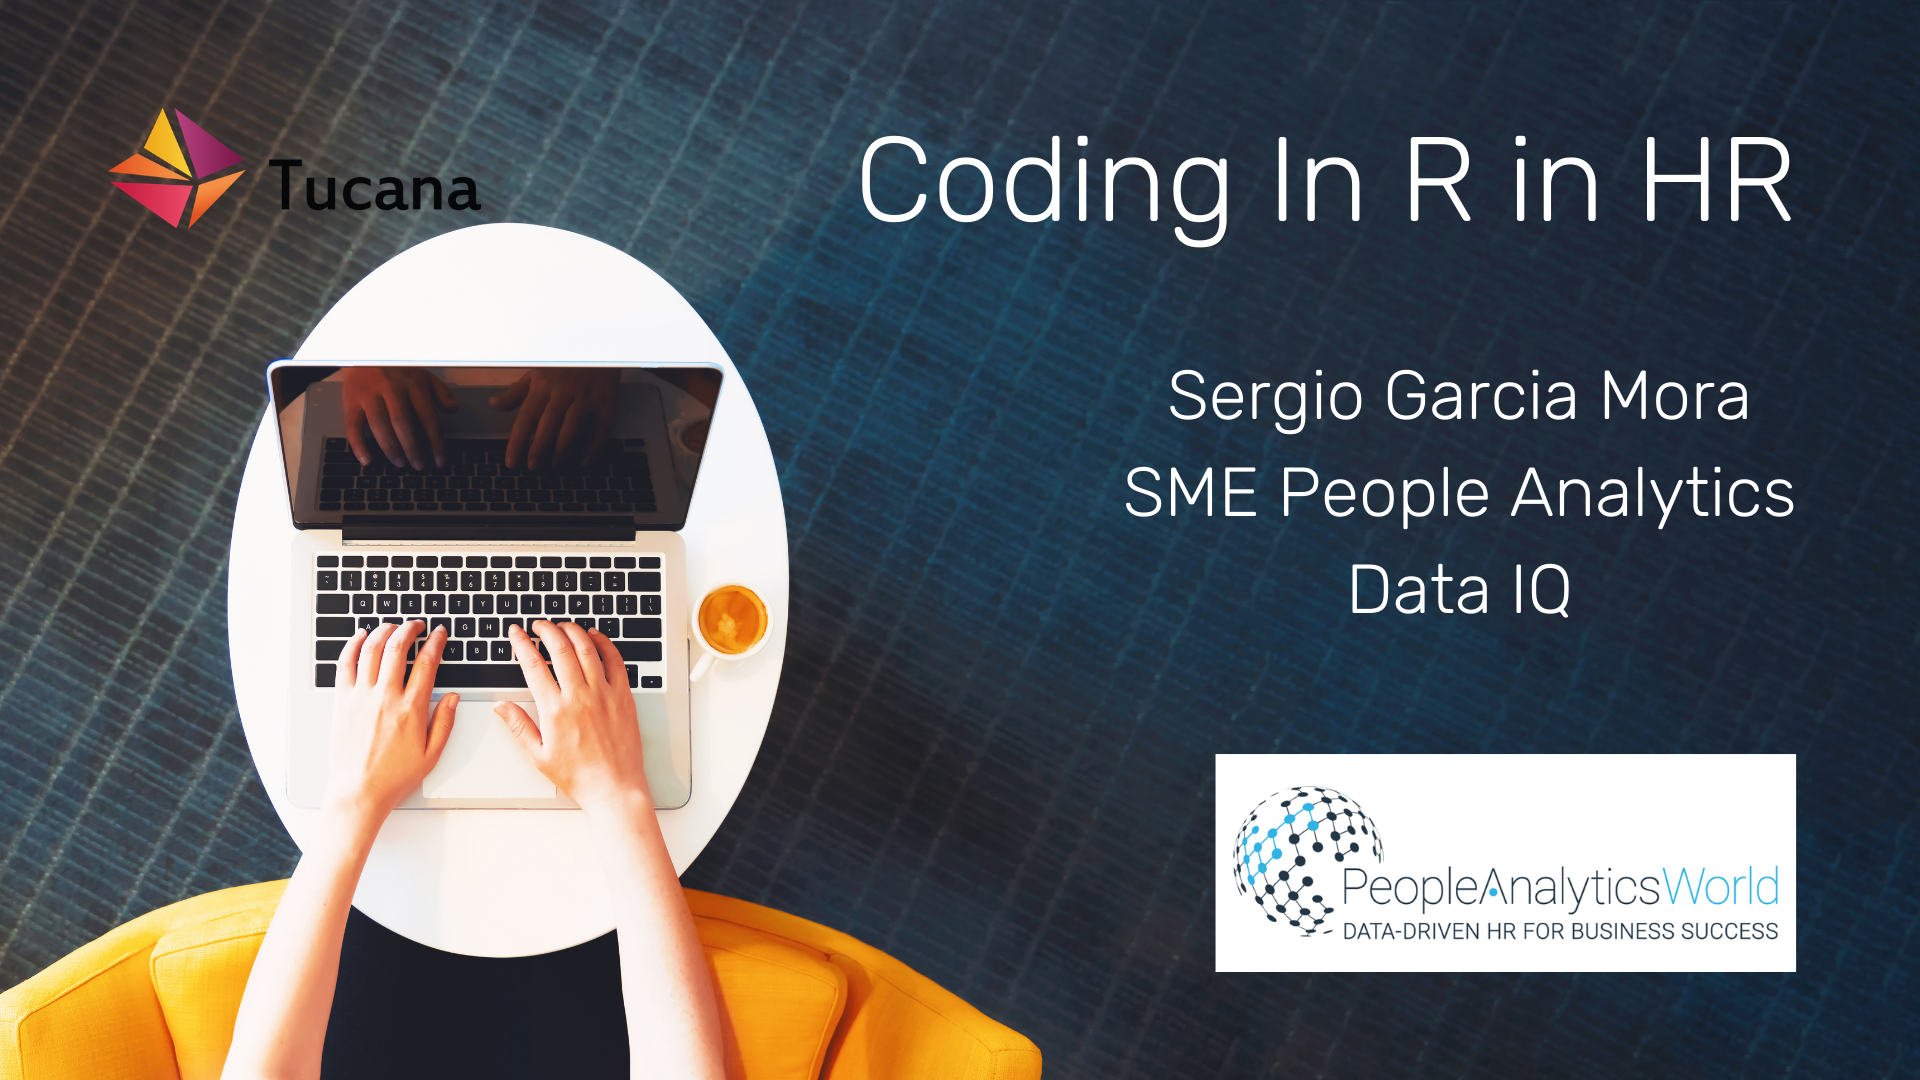 Tucana
Coding In R in HR
Sergio Garcia Mora
SME People Analytics
Data IQ
PeopleAnalyticsWorld
DATA-DRIVEN HR FOR BUSINESS SUCCESS